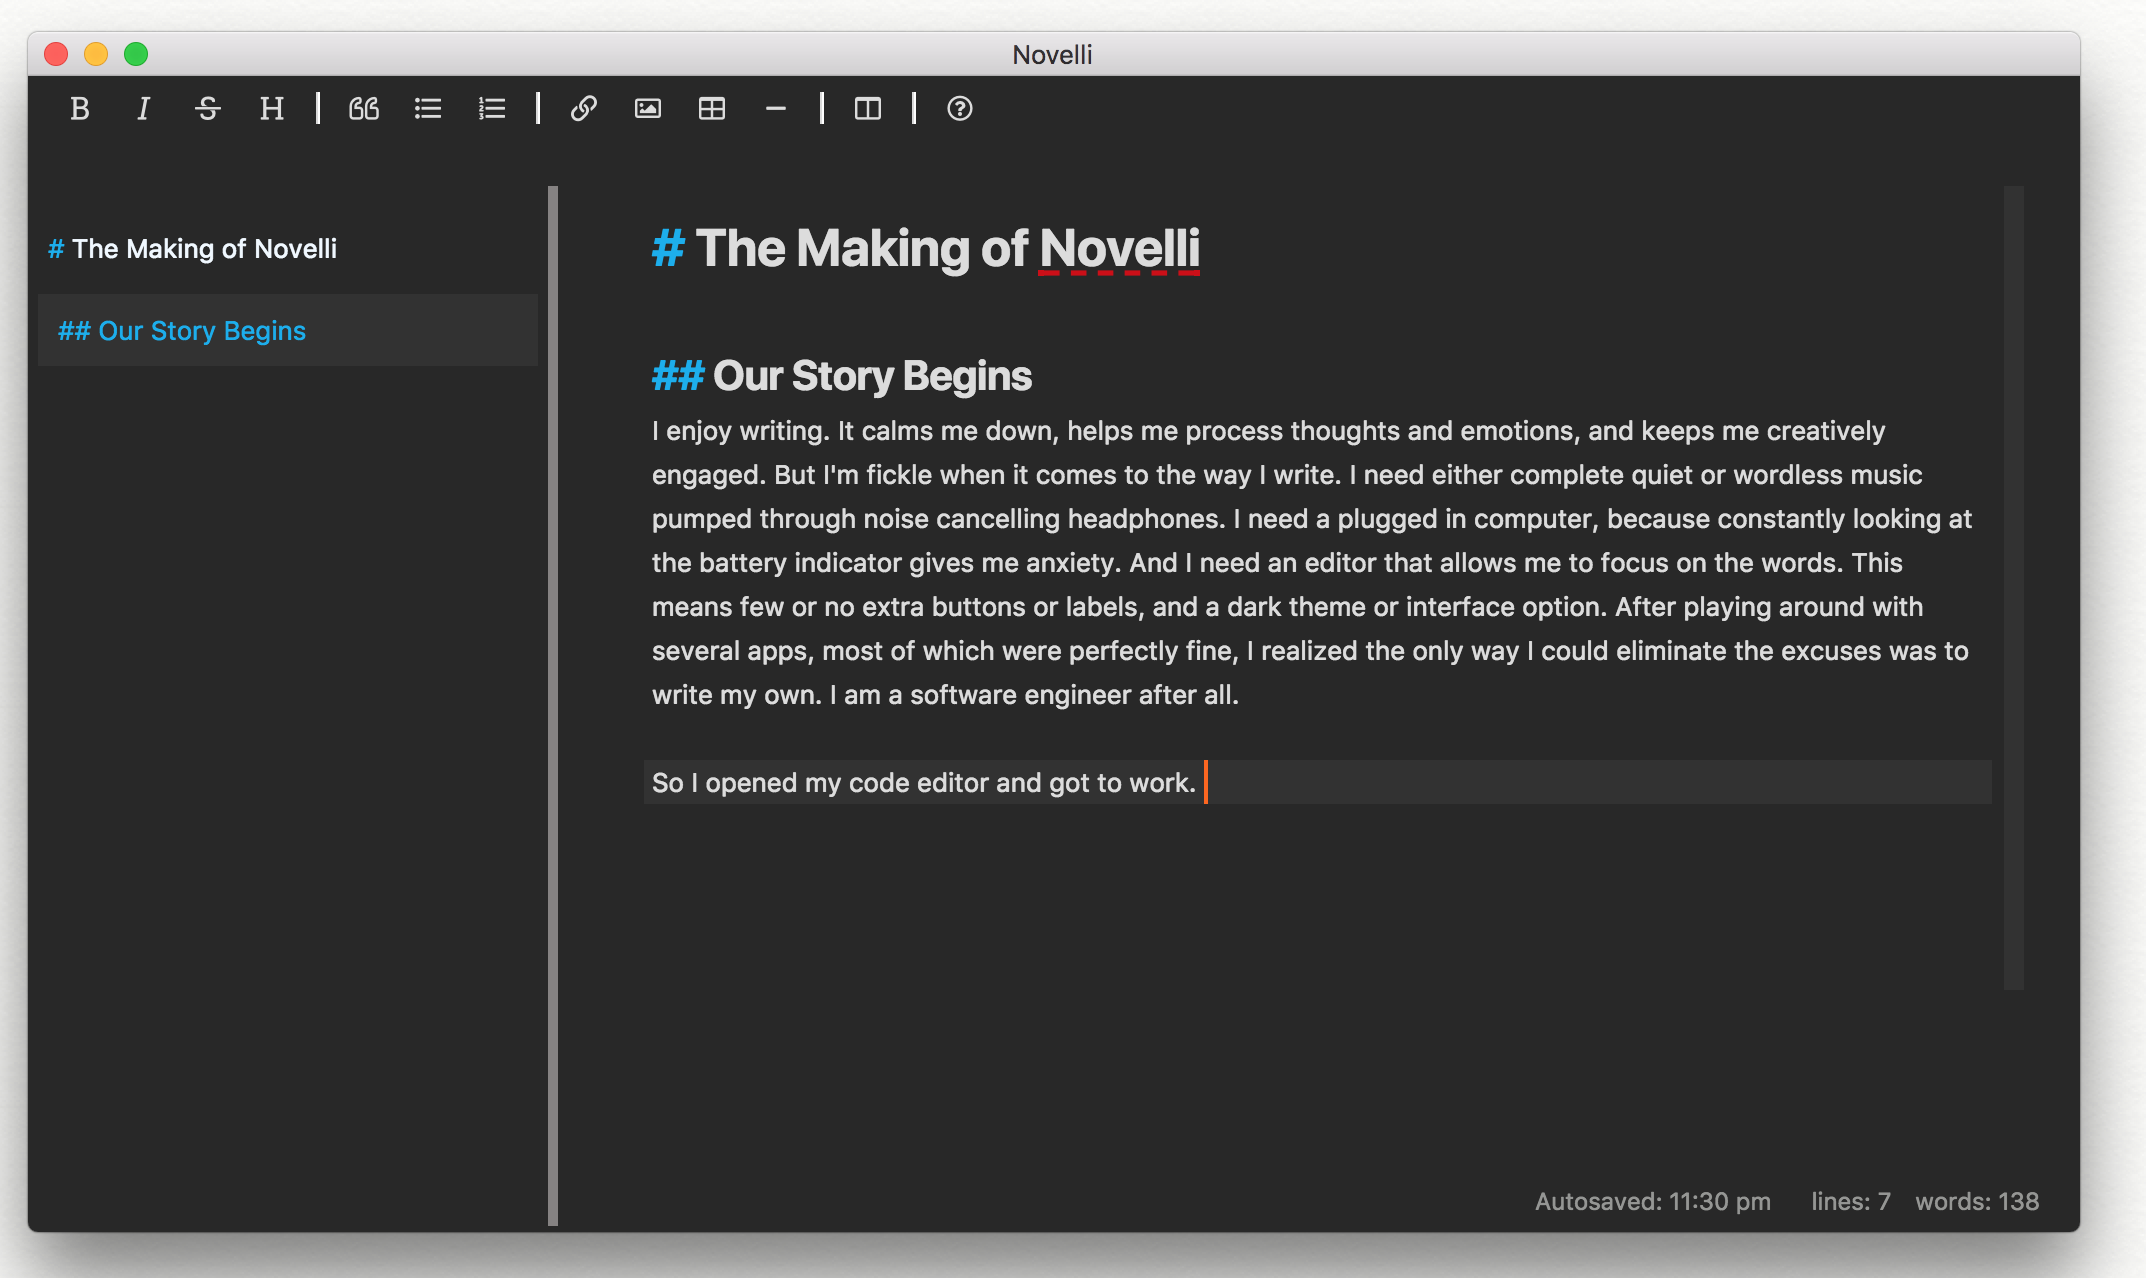 Novelli
B I S H
# The Making of Novelli
## Our Story Begins
# The Making of Novelli
## Our Story Begins
I enjoy writing. It calms me down, helps me process thoughts and emotions, and keeps me creatively
engaged. But I'm fickle when it comes to the way I write. I need either complete quiet or wordless music
pumped through noise cancelling headphones. I need a plugged in computer, because constantly looking at
the battery indicator gives me anxiety. And I need an editor that allows me to focus on the words. This
means few or no extra buttons or labels, and a dark theme or interface option. After playing around with
several apps, most of which were perfectly fine, I realized the only way I could eliminate the excuses was to
write my own. I am a software engineer after all.
So I opened my code editor and got to work.
Autosaved: 11:30 pm lines: 7 words: 138